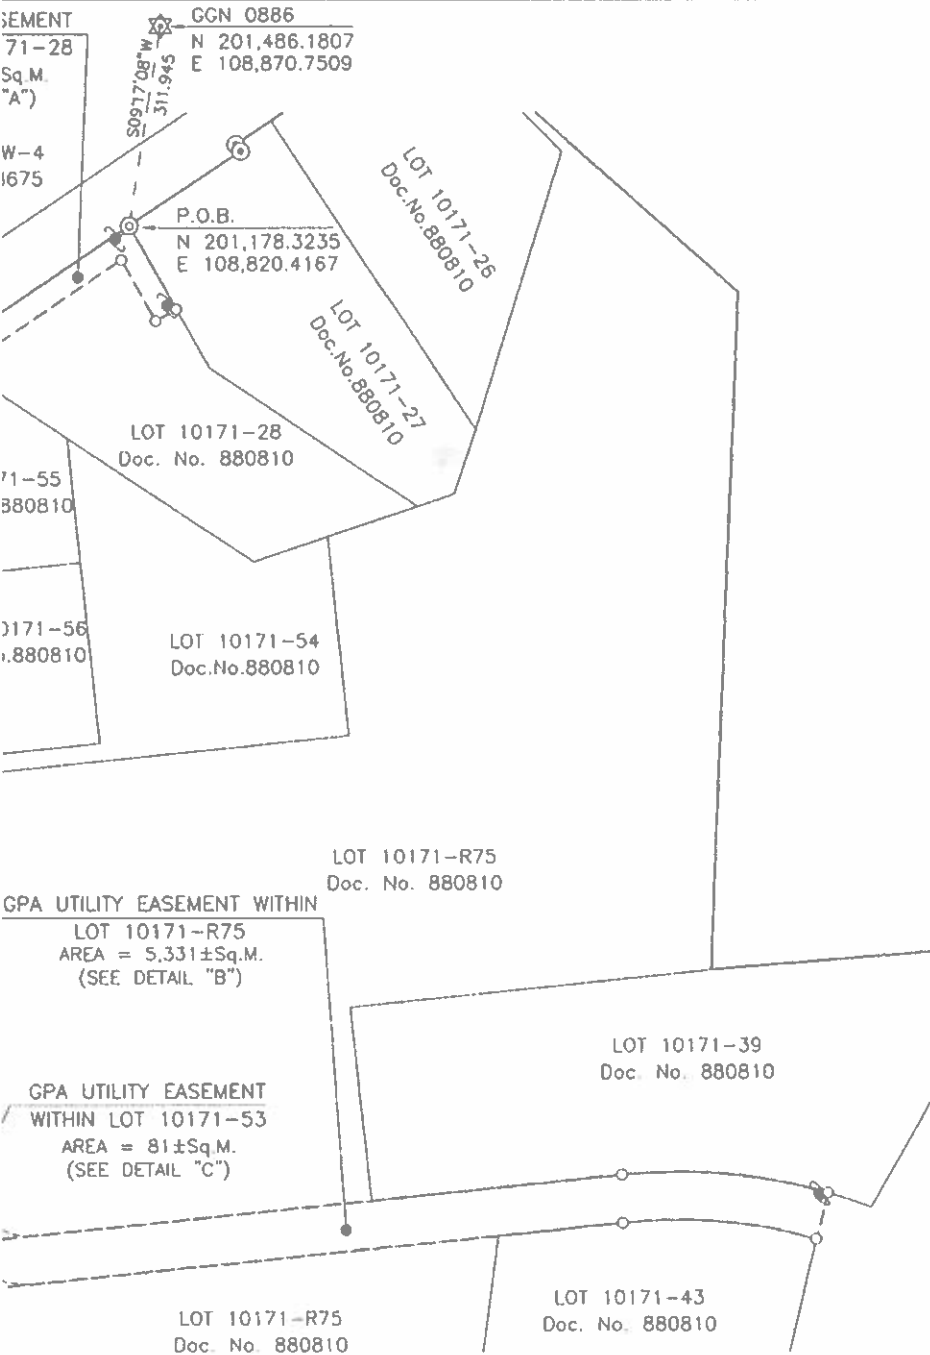 SEMENT
71-28
Sq.M.
"A")
W-4
1675
GGN 0886
N 201,486.1807
E 108,870.7509
S09°17'08"W
311.945
P.O.B.
N 201,178.3235
E 108,820.4167
LOT 10171-26
Doc.No.880810
LOT 10171-27
Doc.No.880810
LOT 10171-28
Doc. No. 880810
71-55
880810
0171-56
.880810
LOT 10171-54
Doc.No.880810
LOT 10171-R75
Doc. No. 880810
GPA UTILITY EASEMENT WITHIN
LOT 10171-R75
AREA = 5,331±Sq.M.
(SEE DETAIL "B")
LOT 10171-39
Doc. No. 880810
GPA UTILITY EASEMENT
WITHIN LOT 10171-53
AREA = 81±Sq.M.
(SEE DETAIL "C")
LOT 10171-43
Doc. No. 880810
LOT 10171-R75
Doc. No. 880810